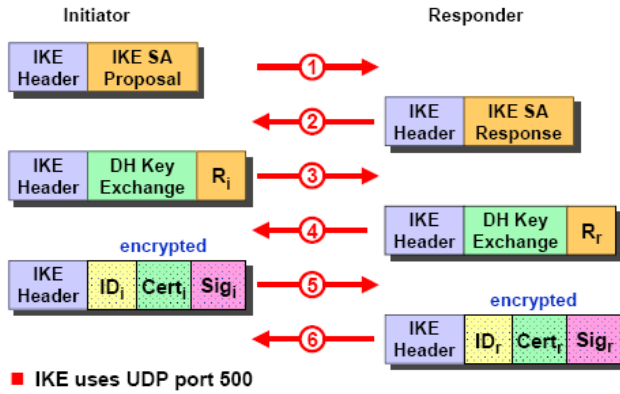 Initiator
Responder
IKE Header
IKE SA Proposal
1
2
IKE Header
IKE SA Response
IKE Header
DH Key Exchange
Ri
3
4
IKE Header
DH Key Exchange
Rr
encrypted
IKE Header
IDi
Certi
Sigi
5
encrypted
6
IKE Header
IDr
Certr
Sigr
IKE uses UDP port 500